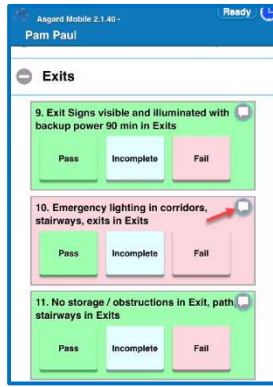 Asgard Mobile 2.1.40 -
Ready
Pam Paul
Exits
9. Exit Signs visible and illuminated with
backup power 90 min in Exits
Pass Incomplete Fail
10. Emergency lighting in corridors,
stairways, exits in Exits
Pass Incomplete Fail
11. No storage / obstructions in Exit, path,
stairways in Exits
Pass Incomplete Fail